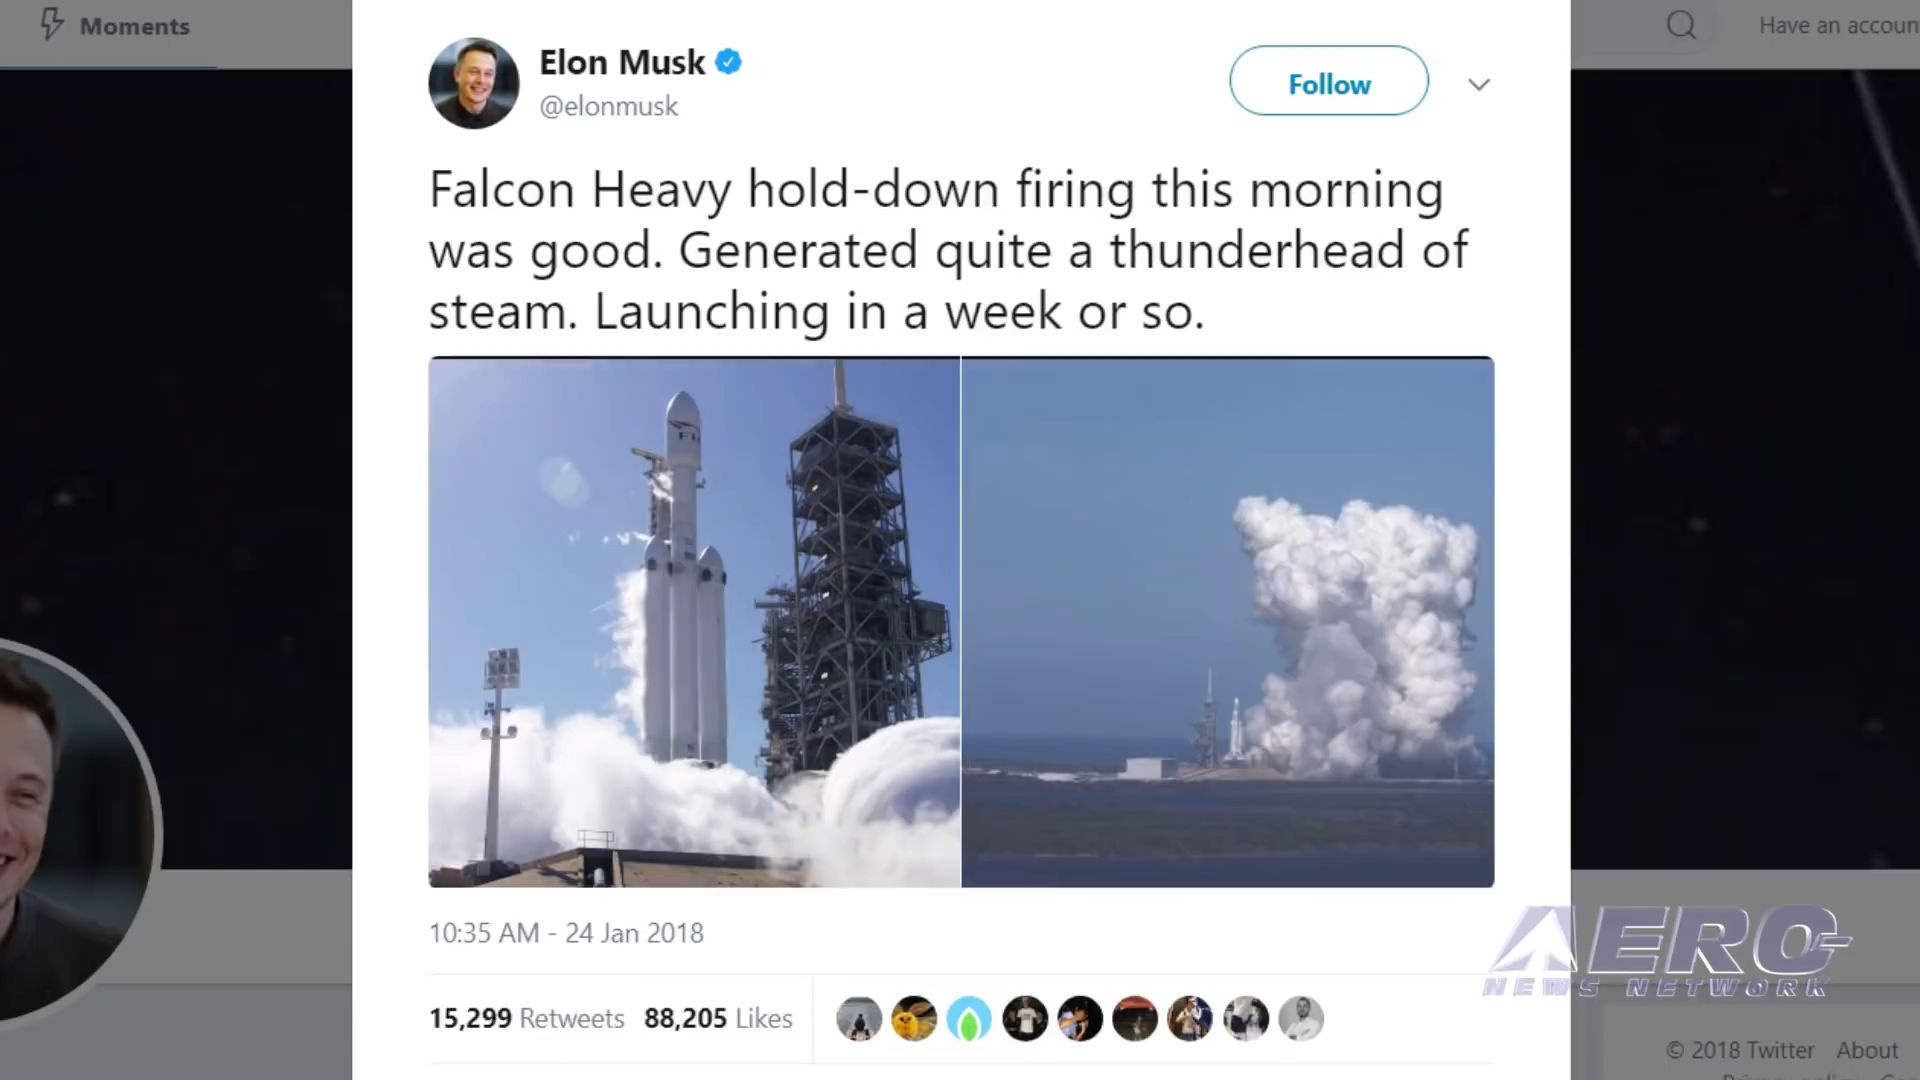 Moments
Have an accoun
Elon Musk
@elonmusk
Follow
Falcon Heavy hold-down firing this morning
was good. Generated quite a thunderhead of
steam. Launching in a week or so.
10:35 AM - 24 Jan 2018
15,299 Retweets 88,205 Likes
AERO
NEWS NETWORK
© 2018 Twitter About